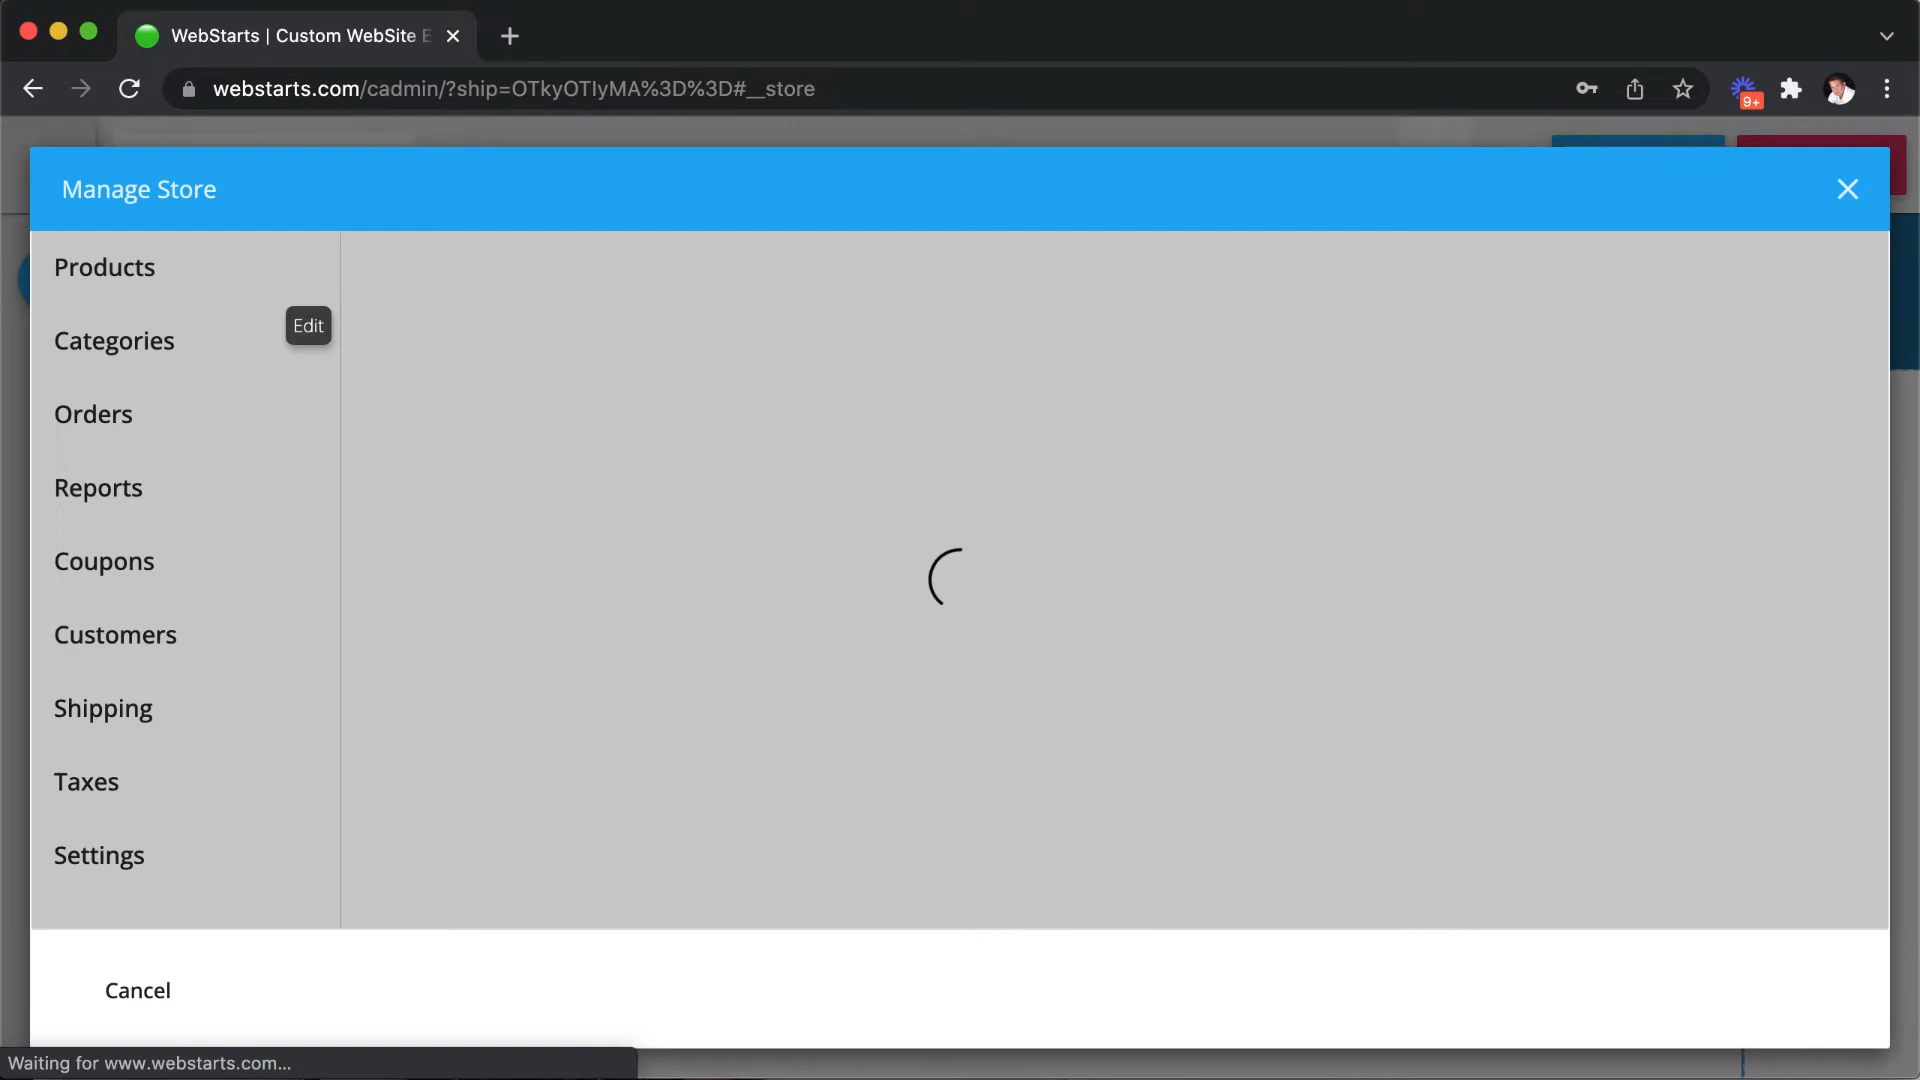 WebStarts | Custom WebSite E
webstarts.com/cadmin/?ship=OTkyOTIyMA%3D%3D#__store
9+
Manage Store
Products
Edit
Categories
Orders
Reports
Coupons
Customers
Shipping
Taxes
Settings
Cancel
Waiting for www.webstarts.com...